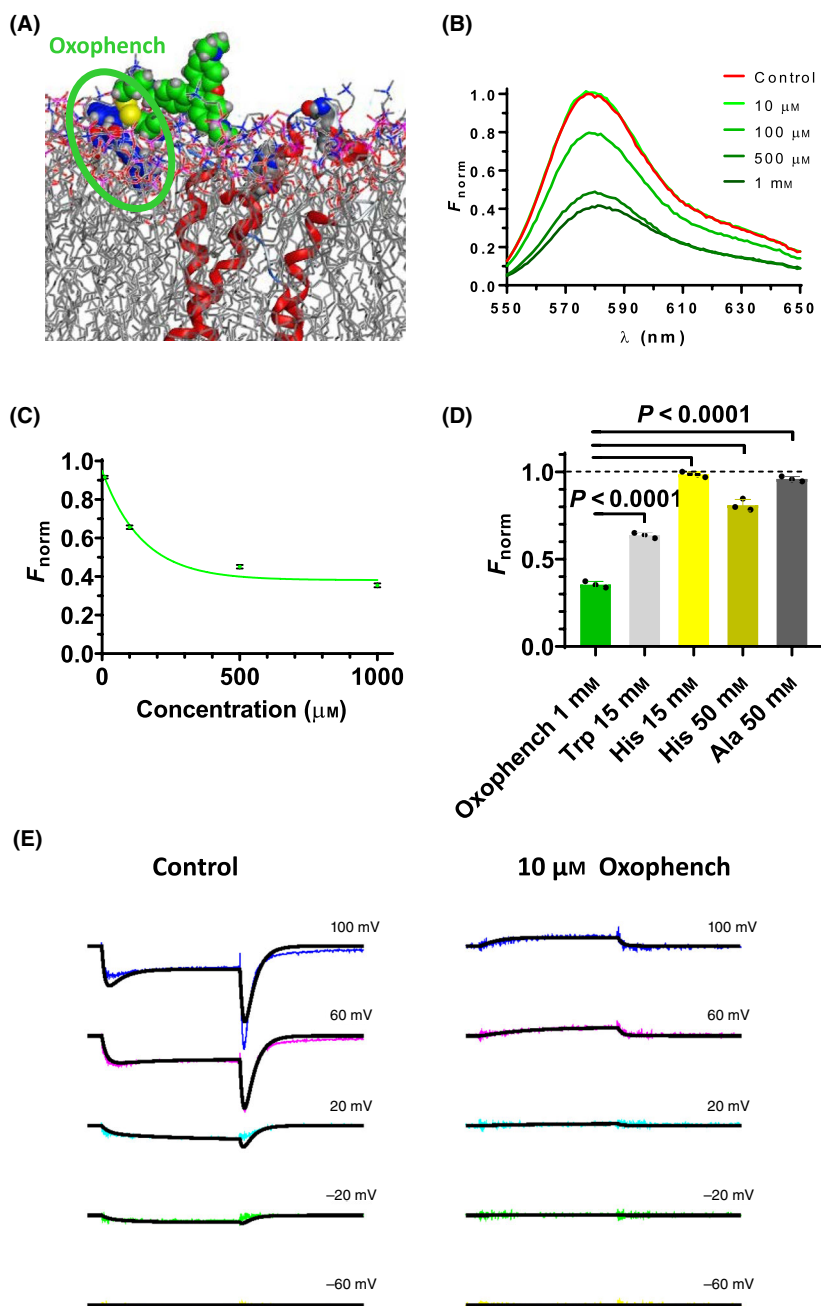 (A)
Oxophench
(B)
Control
10 μM
100 μM
500 μM
1 mM
F norm
1.0
0.8
0.6
0.4
0.2
0.0
550 570 590 610 630 650
λ (nm)
(C)
F norm
1.0
0.8
0.6
0.4
0.2
0.0
0 500 1000
Concentration (μM)
(D)
P < 0.0001
P < 0.0001
F norm
1.0
0.5
0.0
Oxophench 1 mM
Trp 15 mM
His 15 mM
His 50 mM
Ala 50 mM
(E)
Control
100 mV
60 mV
20 mV
–20 mV
–60 mV
10 μM Oxophench
100 mV
60 mV
20 mV
–20 mV
–60 mV